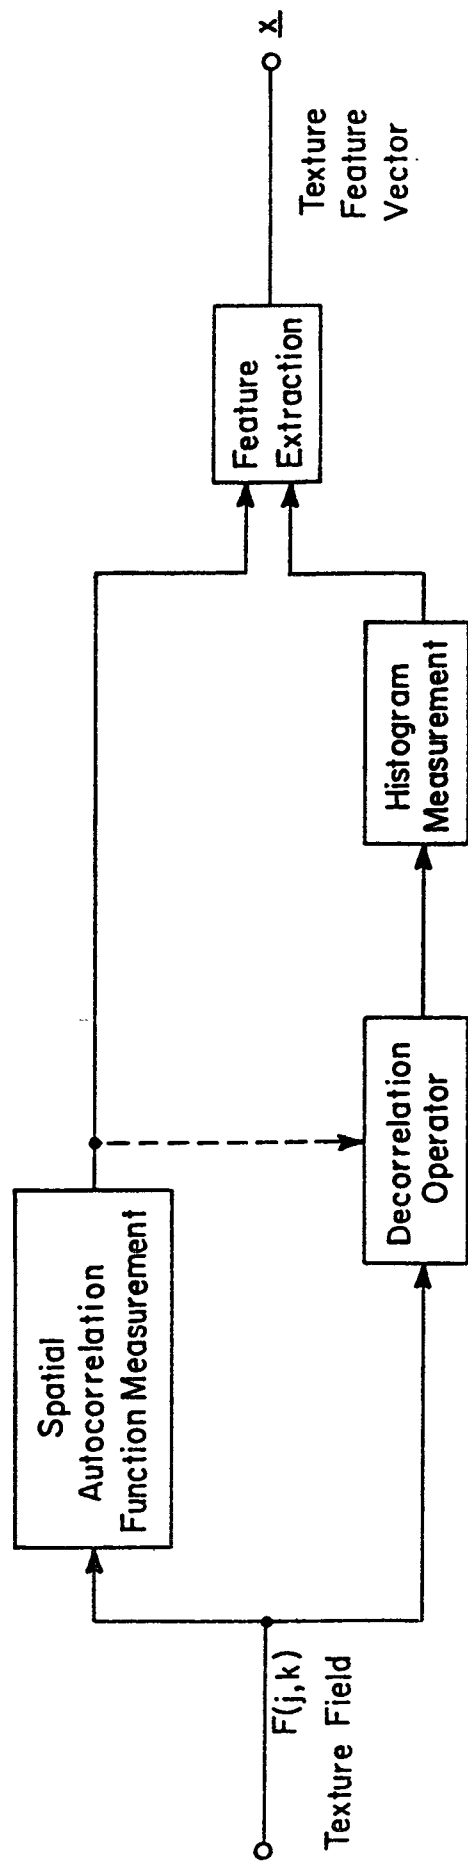 F(j,k)
Texture Field
Spatial
Autocorrelation
Function Measurement
Decorrelation
Operator
Histogram
Measurement
Feature
Extraction
x
Texture
Feature
Vector